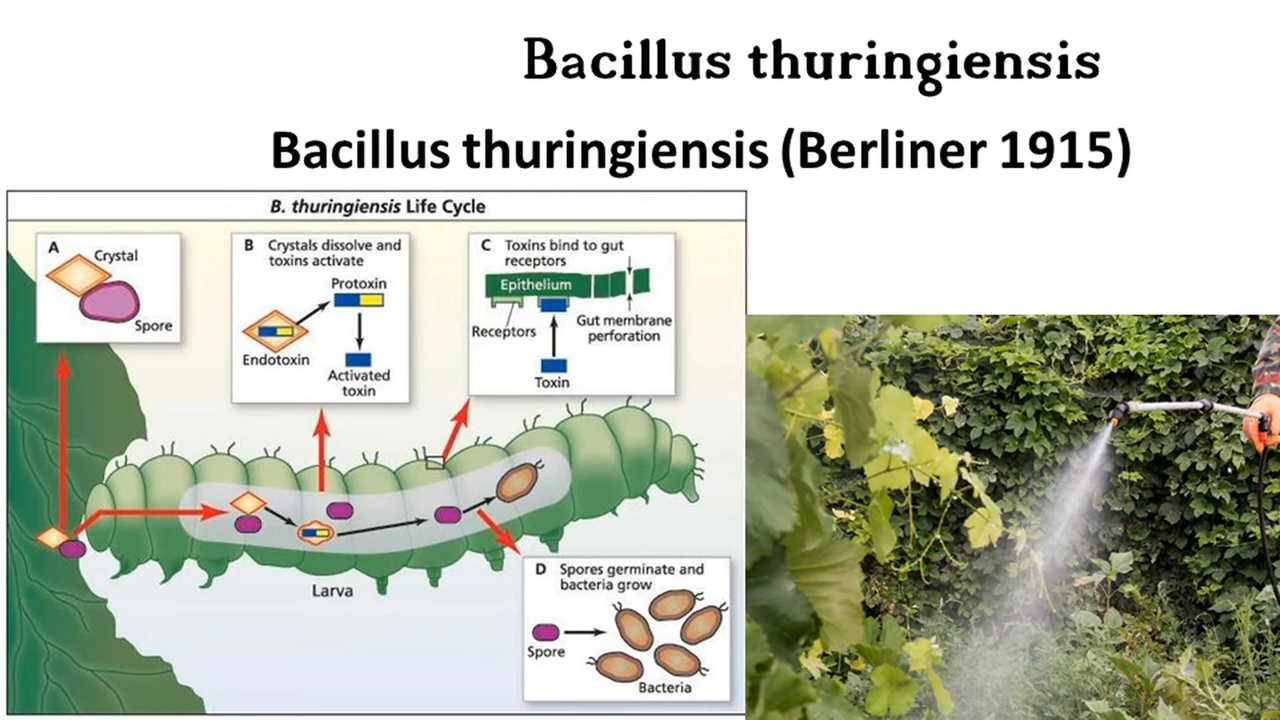 Bacillus thuringiensis
Bacillus thuringiensis (Berliner 1915)
B. thuringiensis Life Cycle
A
Crystal
Spore
B Crystals dissolve and
toxins activate
Protoxin
Endotoxin
Activated
toxin
C Toxins bind to gut
receptors
Epithelium
Receptors
Gut membrane
perforation
Toxin
Larva
D Spores germinate and
bacteria grow
Spore
Bacteria